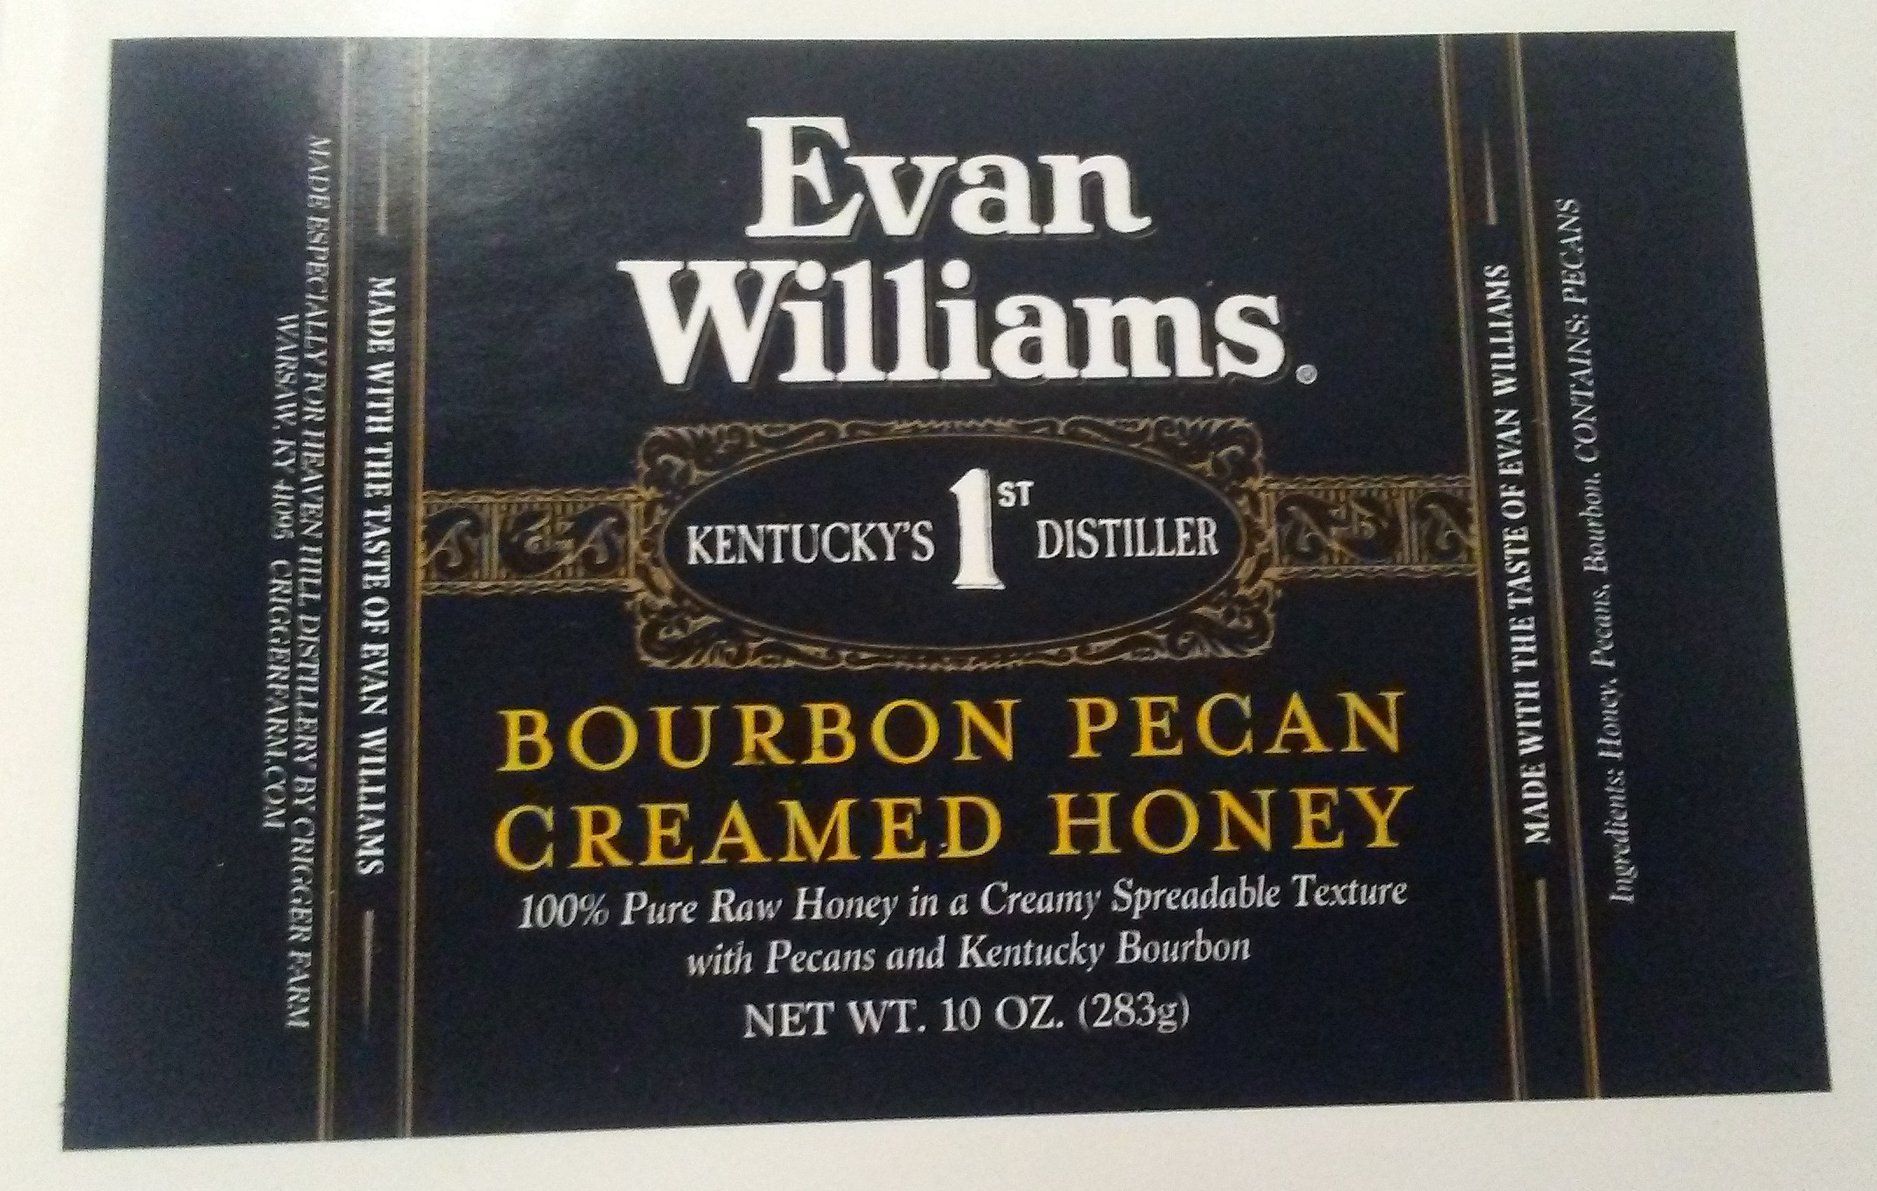 Evan
Williams®
KENTUCKY'S 1ST DISTILLER
BOURBON PECAN
CREAMED HONEY
100% Pure Raw Honey in a Creamy Spreadable Texture
with Pecans and Kentucky Bourbon
NET WT. 10 OZ. (283g)
MADE WITH THE TASTE OF EVAN WILLIAMS
MADE ESPECIALLY FOR HEAVEN HILL DISTILLERY BY CRIGGER FARM
WARSAW, KY 41095 CRIGGERFARM.COM
MADE WITH THE TASTE OF EVAN WILLIAMS
Ingredients: Honey, Pecans, Bourbon. CONTAINS: PECANS